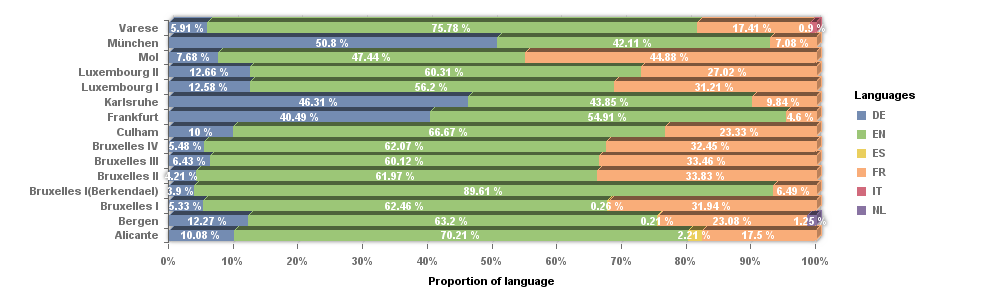 Varese 5.91 % 75.78 % 17.41 % 0.9 %
München 50.8 % 42.11 % 7.08 %
Mol 7.68 % 47.44 % 44.88 %
Luxembourg II 12.66 % 60.31 % 27.02 %
Luxembourg I 12.58 % 56.2 % 31.21 %
Karlsruhe 46.31 % 43.85 % 9.84 %
Frankfurt 40.49 % 54.91 % 4.6 %
Culham 10 % 66.67 % 23.33 %
Bruxelles IV 5.48 % 62.07 % 32.45 %
Bruxelles III 6.43 % 60.12 % 33.46 %
Bruxelles II 4.21 % 61.97 % 33.83 %
Bruxelles I(Berkendael) 3.9 % 89.61 % 6.49 %
Bruxelles I 5.33 % 62.46 % 0.26 % 31.94 %
Bergen 12.27 % 63.2 % 0.21 % 23.08 % 1.25 %
Alicante 10.08 % 70.21 % 2.21 % 17.5 %
0% 10% 20% 30% 40% 50% 60% 70% 80% 90% 100%
Proportion of language
Languages
DE
EN
ES
FR
IT
NL